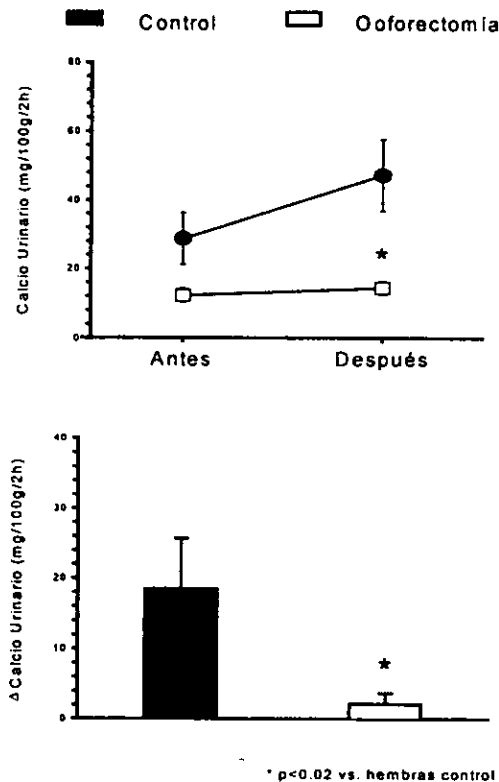 Control Ooforectomía
Calcio Urinario (mg/100g/2h)
80
60
40
20
0
*
Antes Después
Δ Calcio Urinario (mg/100g/2h)
40
30
20
10
0
*
* p<0.02 vs. hembras control